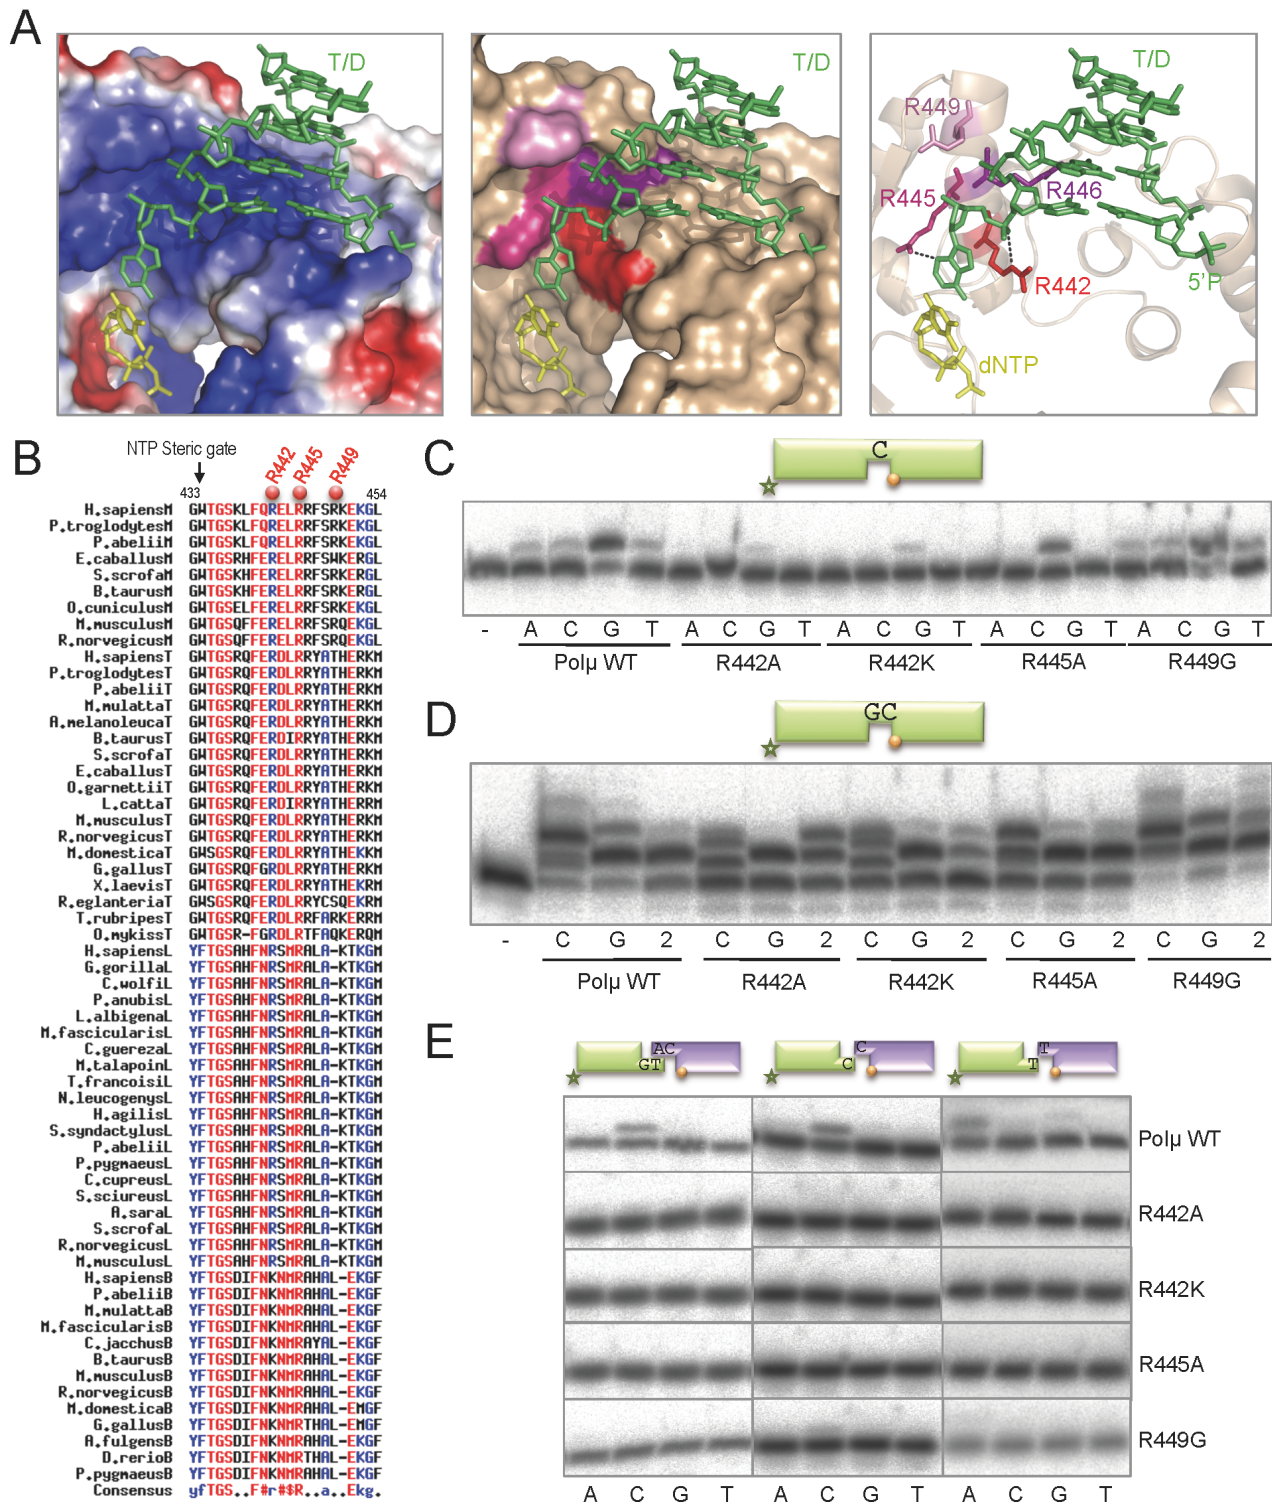 A
T/D
T/D
T/D
R449
R445
R446
R442
5'P
dNTP
B
NTP Steric gate
R442 R445 R449
433 454
H.sapiensM GWTGSKLFQRELRRFSRKEKGL
P.troglodytesM GWTGSKLFQRELRRFSRKEKGL
P.abeliiM GWTGSKLFQRELRRFSRKEKGL
E.caballusM GWTGSRHFERELRRFSWKERGL
S.scrofaM GWTGSKHFERELRRFSRKERGL
B.taurusM GWTGSKHFERELRRFSRKERGL
O.cuniculusM GWTGSELFERELRRFSRKEKGL
M.musculusM GWTGSQFFERELRRFSRQEKGL
R.norvegicusM GWTGSQFFERELRRFSRQEKGL
H.sapiensT GWTGSRQFERDLRRYATHERKM
P.troglodytesT GWTGSRQFERDLRRYATHERKM
P.abeliiT GWTGSRQFERDLRRYATHERKM
M.mulattaT GWTGSRQFERDLRRYATHERKM
A.melanoleucaT GWTGSRQFERDLRRYATHERKM
B.taurusT GWTGSRQFERDIRRYATHERKM
S.scrofaT GWTGSRQFERDLRRYATHERKM
E.caballusT GWTGSRQFERDLRRYATHERKM
O.garnettiiT GWTGSRQFERDLRRYATHERKM
L.cattaT GWTGSRQFERDIRRYATHERRM
M.musculusT GWTGSRQFERDLRRYATHERKM
R.norvegicusT GWTGSRQFERDLRRYATHERKM
M.domesticaT GWSGSRQFERDLRRYATHEKKM
G.gallusT GWTGSRQFGRDLRRYATHERKM
X.laevisT GWTGSRQFERDLRRYATHEKRM
R.eglanteriaT GWSGSRQFERDLRRYCSQEKRM
T.rubripesT GWTGSRQFERDLRRFARKERRM
O.mykissT GWTGSR-FGRDLRTFAQKERQM
H.sapiensL YFTGSAHFNRSMRALA-KTKGM
G.gorillaL YFTGSAHFNRSMRALA-KTKGM
C.wolfiL YFTGSAHFNRSMRALA-KTKGM
P.anubisL YFTGSAHFNRSMRALA-KTKGM
L.albigenaL YFTGSAHFNRSMRALA-KTKGM
M.fascicularisL YFTGSAHFNRSMRALA-KTKGM
C.guerezaL YFTGSAHFNRSMRALA-KTKGM
M.talapoinL YFTGSAHFNRSMRALA-KTKGM
T.francoisiL YFTGSAHFNRSMRALA-KTKGM
N.leucogenysL YFTGSAHFNRSMRALA-KTKGM
H.agilisL YFTGSAHFNRSMRALA-KTKGM
S.syndactylusL YFTGSAHFNRSMRALA-KTKGM
P.abeliiL YFTGSAHFNRSMRALA-KTKGM
P.pygmaeusL YFTGSAHFNRSMRALA-KTKGM
C.cupreusL YFTGSAHFNRSMRALA-KTKGM
S.sciureusL YFTGSAHFNRSMRALA-KTKGM
A.saraL YFTGSAHFNRSMRALA-KTKGM
S.scrofaL YFTGSAHFNRSMRALA-KTKGM
R.norvegicusL YFTGSAHFNRSMRALA-KTKGM
M.musculusL YFTGSAHFNRSMRALA-KTKGM
H.sapiensB YFTGSDIFNKNMRAHAL-EKGF
P.abeliiB YFTGSDIFNKNMRAHAL-EKGF
M.mulattaB YFTGSDIFNKNMRAHAL-EKGF
M.fascicularisB YFTGSDIFNKNMRAHAL-EKGF
C.jacchusB YFTGSDIFNKNMRAYAL-EKGF
B.taurusB YFTGSDIFNKNMRAHAL-EKGF
M.musculusB YFTGSDIFNKNMRAHAL-EKGF
R.norvegicusB YFTGSDIFNKNMRAHAL-EKGF
M.domesticaB YFTGSDIFNKNMRAHAL-EMGF
G.gallusB YFTGSDIFNKNMRTHAL-EKGF
A.fulgensB YFTGSDIFNKNMRAHAL-EKGF
D.rerioB YFTGSDIFNKNMRTHAL-EKGF
P.pygmaeusB YFTGSDIFNKNMRAHAL-EKGF
Consensus yfTGS..F#r#$R..a..Ekg.
C
C
- A C G T A C G T A C G T A C G T A C G T
Polμ WT R442A R442K R445A R449G
D
GC
- C G 2 C G 2 C G 2 C G 2 C G 2
Polμ WT R442A R442K R445A R449G
E
AC C T
GT C T
Polμ WT
R442A
R442K
R445A
R449G
A C G T A C G T A C G T